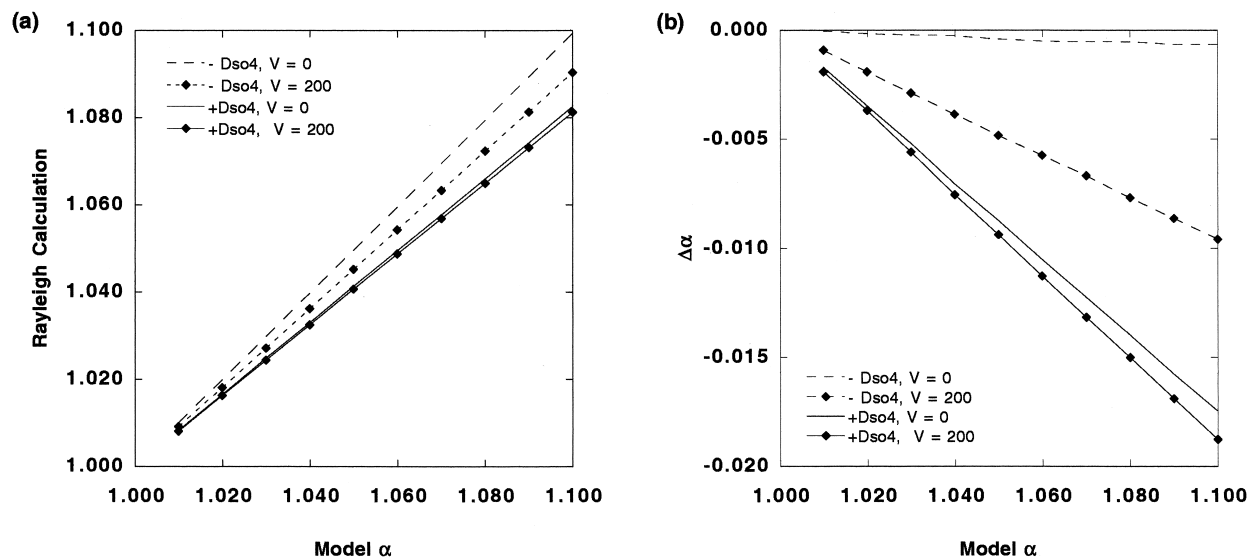 (a)
1.100
1.080
1.060
1.040
1.020
1.000
Rayleigh Calculation
- Dso4, V = 0
- Dso4, V = 200
+Dso4, V = 0
+Dso4, V = 200
1.000 1.020 1.040 1.060 1.080 1.100
Model α
(b)
0.000
-0.005
-0.010
-0.015
-0.020
Δα
- Dso4, V = 0
- Dso4, V = 200
+Dso4, V = 0
+Dso4, V = 200
1.000 1.020 1.040 1.060 1.080 1.100
Model α